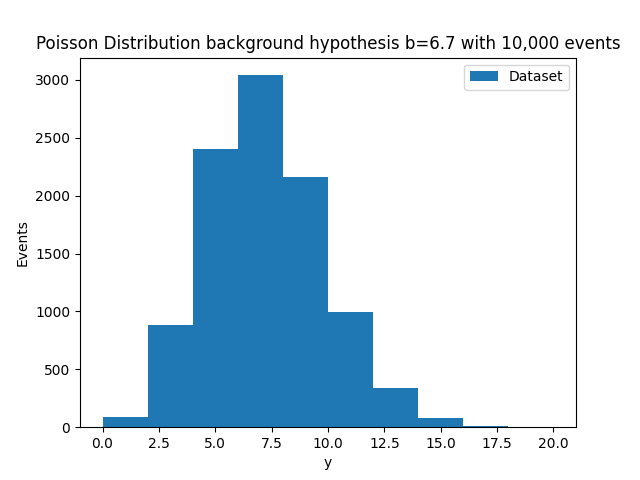 Poisson Distribution background hypothesis b=6.7 with 10,000 events
Dataset
3000
2500
2000
1500
1000
500
0
Events
0.0 2.5 5.0 7.5 10.0 12.5 15.0 17.5 20.0
y